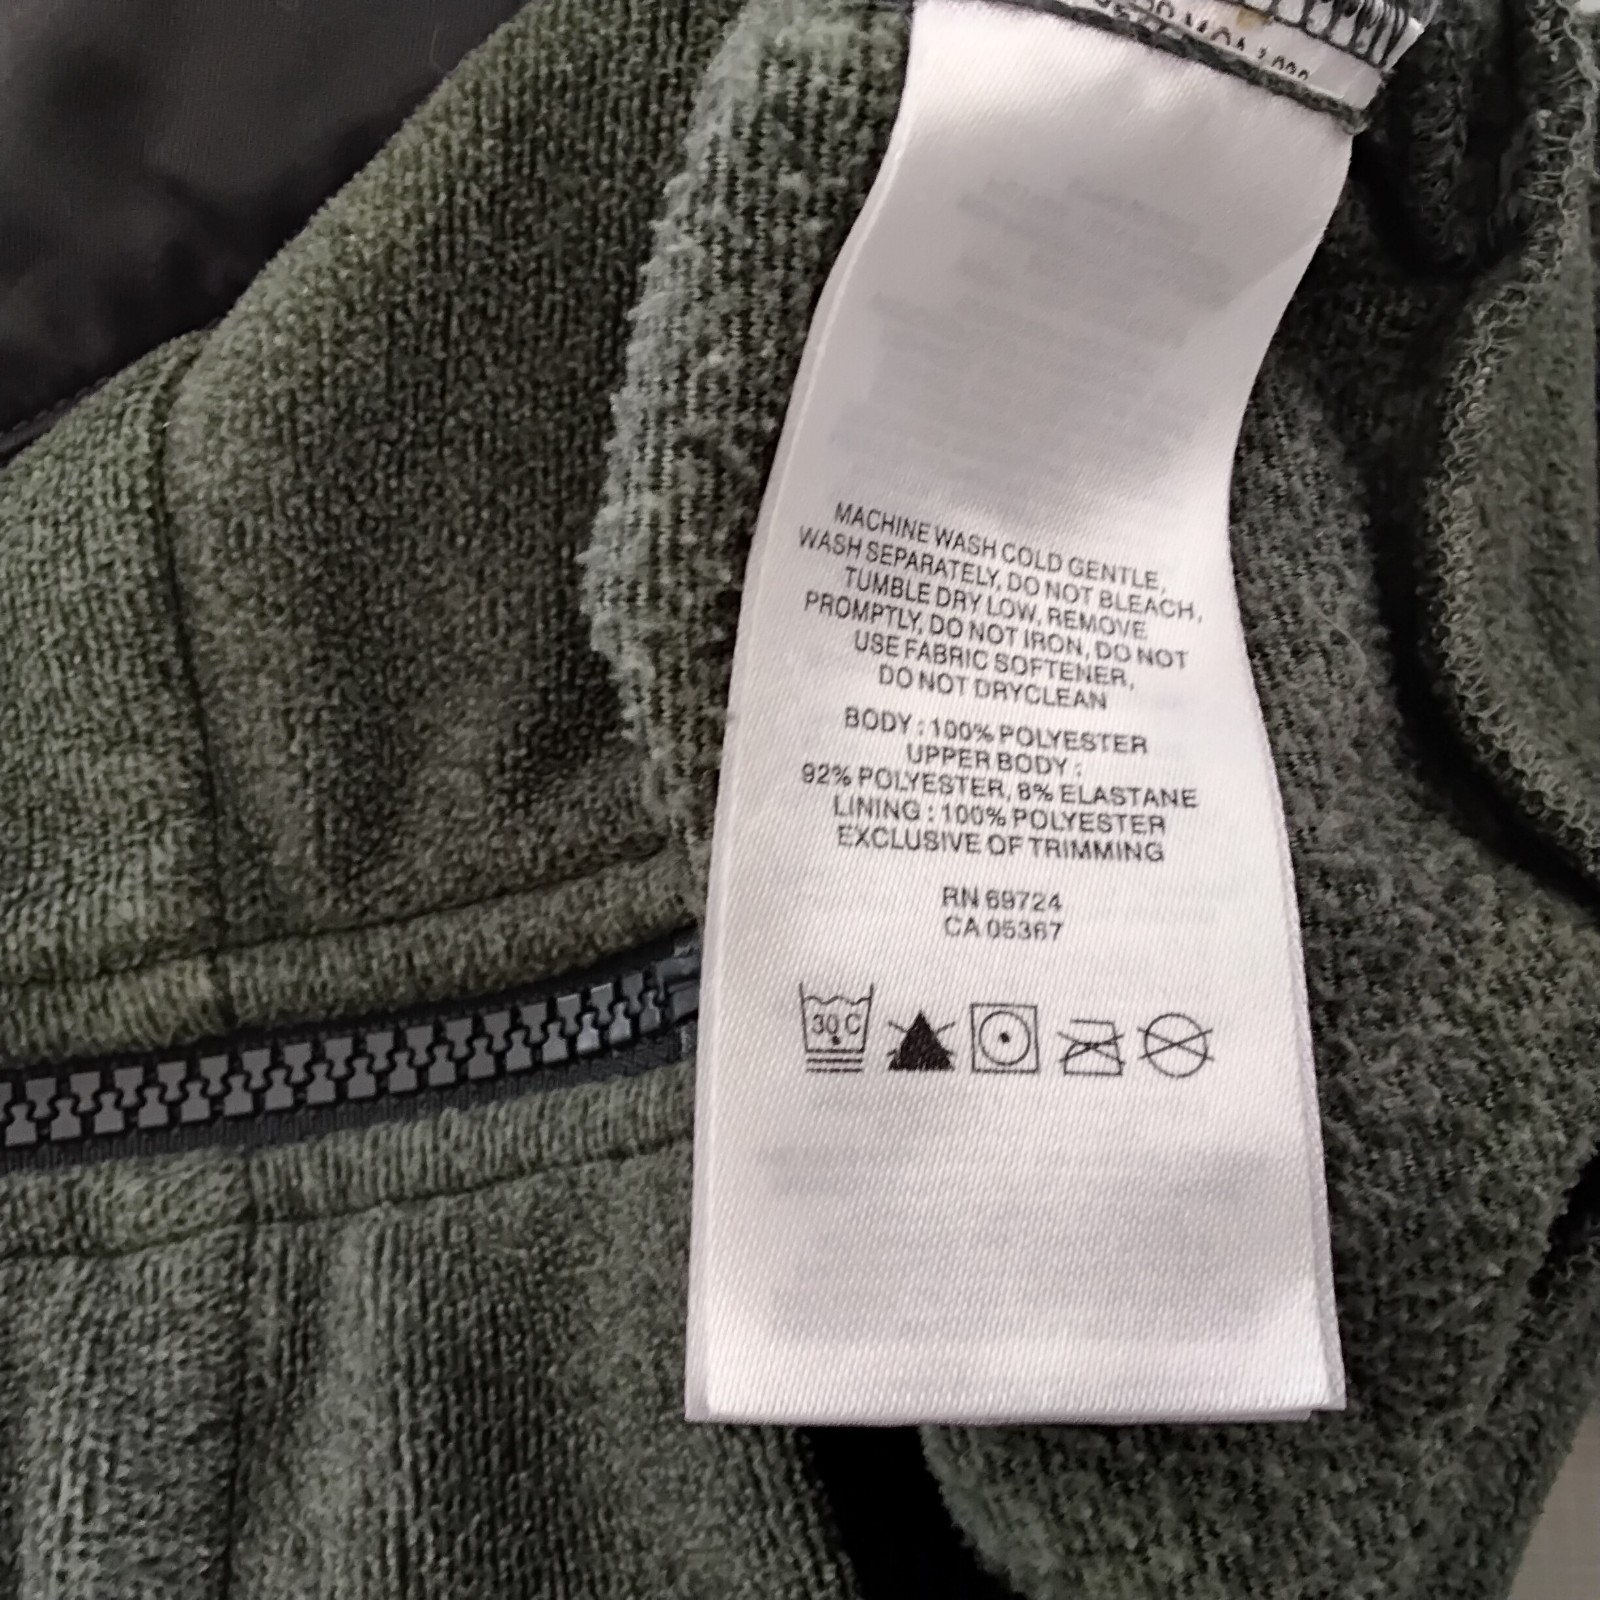 MACHINE WASH COLD GENTLE,
WASH SEPARATELY, DO NOT BLEACH,
TUMBLE DRY LOW, REMOVE
PROMPTLY, DO NOT IRON, DO NOT
USE FABRIC SOFTENER,
DO NOT DRYCLEAN
BODY : 100% POLYESTER
UPPER BODY :
92% POLYESTER, 8% ELASTANE
LINING : 100% POLYESTER
EXCLUSIVE OF TRIMMING
RN 69724
CA 05367
30 C